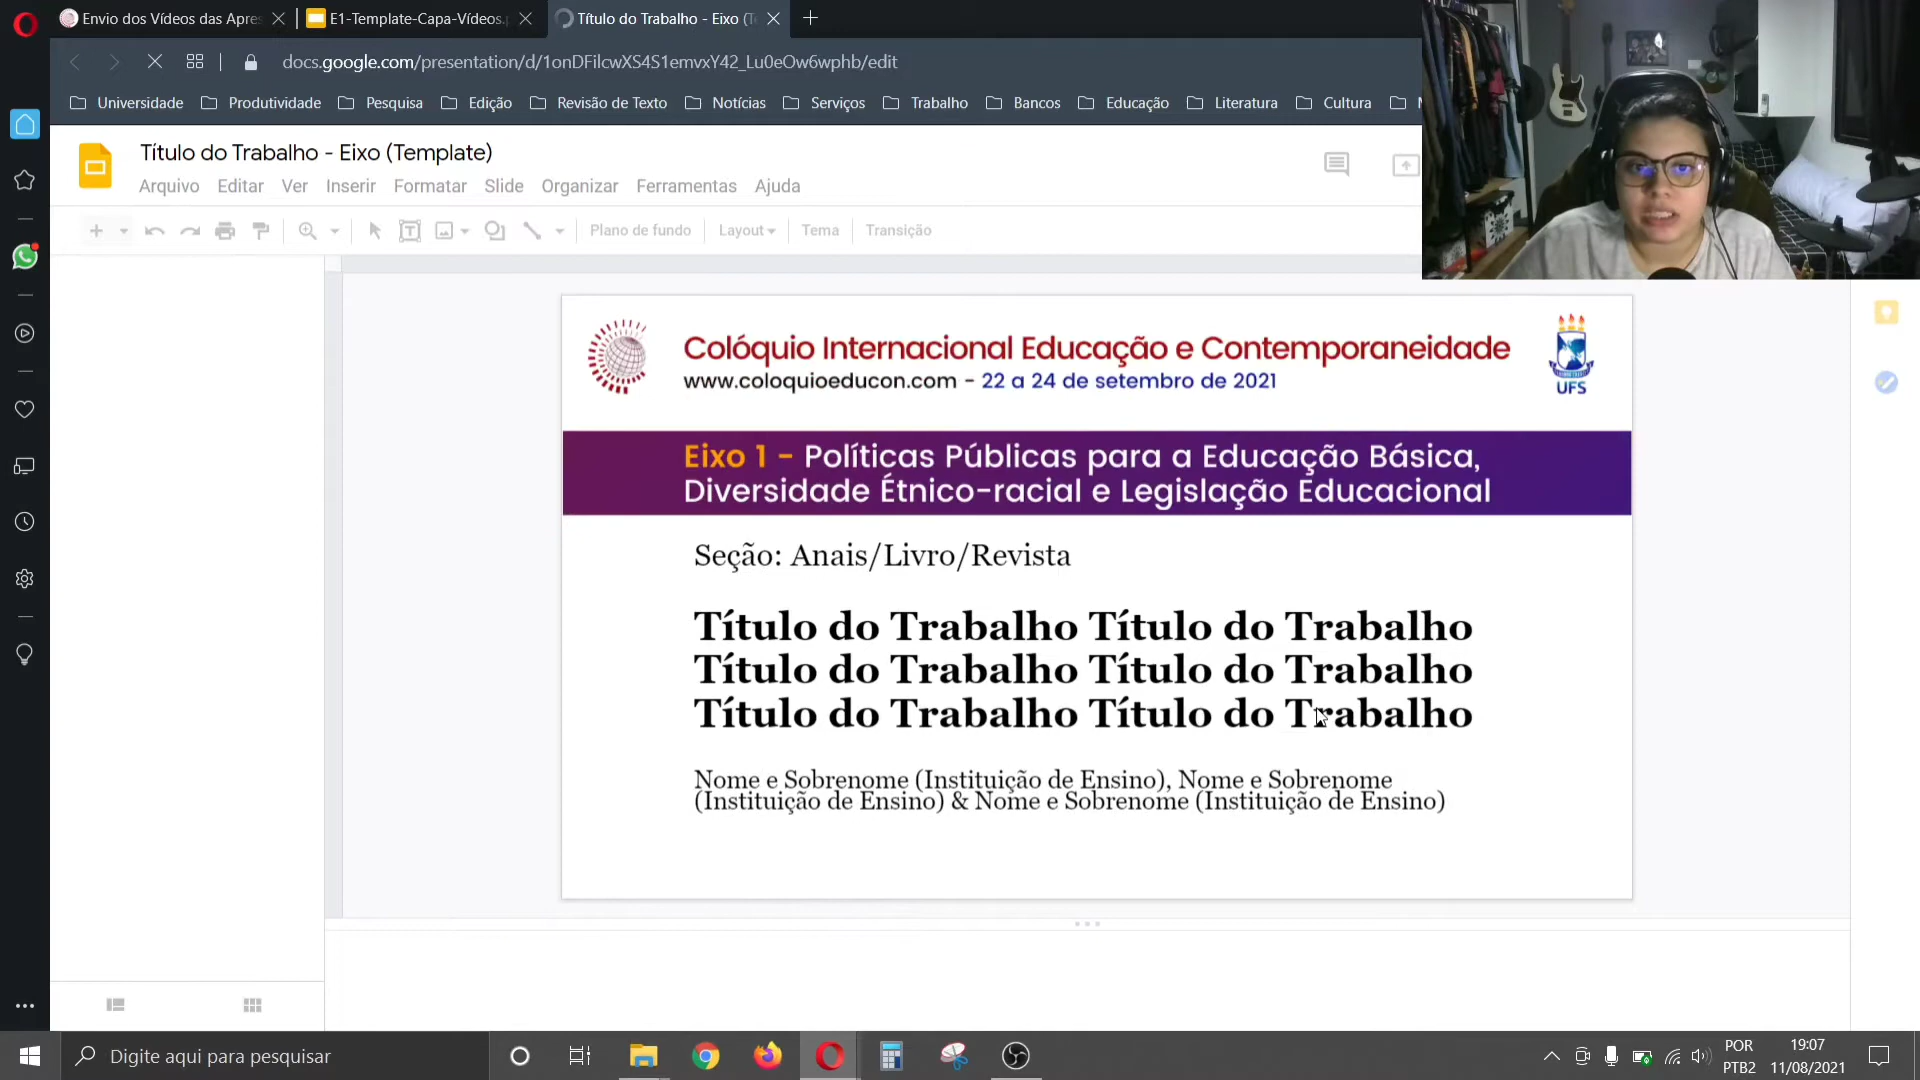 Envio dos Vídeos das Apres
E1-Template-Capa-Vídeos.
Título do Trabalho - Eixo (T
docs.google.com/presentation/d/1onDFilcwXS4S1emvxY42_Lu0eOw6wphb/edit
Universidade Produtividade Pesquisa Edição Revisão de Texto Notícias Serviços Trabalho Bancos Educação Literatura Cultura
Título do Trabalho - Eixo (Template)
Arquivo Editar Ver Inserir Formatar Slide Organizar Ferramentas Ajuda
Plano de fundo Layout Tema Transição
Colóquio Internacional Educação e Contemporaneidade
www.coloquioeducon.com - 22 a 24 de setembro de 2021
UFS
Eixo 1 - Políticas Públicas para a Educação Básica,
Diversidade Étnico-racial e Legislação Educacional
Seção: Anais/Livro/Revista
Título do Trabalho Título do Trabalho
Título do Trabalho Título do Trabalho
Título do Trabalho Título do Trabalho
Nome e Sobrenome (Instituição de Ensino), Nome e Sobrenome
(Instituição de Ensino) & Nome e Sobrenome (Instituição de Ensino)
Digite aqui para pesquisar
POR
PTB2
19:07
11/08/2021